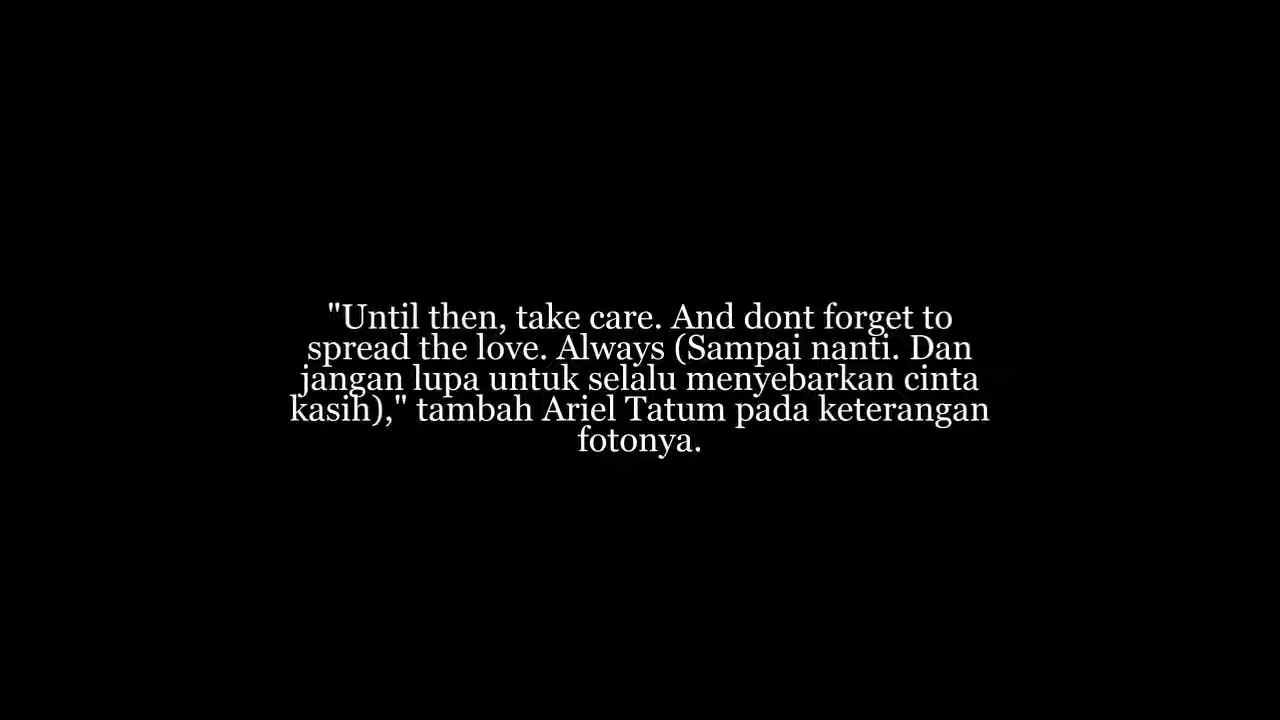 "Until then, take care. And dont forget to
spread the love. Always (Sampai nanti. Dan
jangan lupa untuk selalu menyebarkan cinta
kasih)," tambah Ariel Tatum pada keterangan
fotonya.